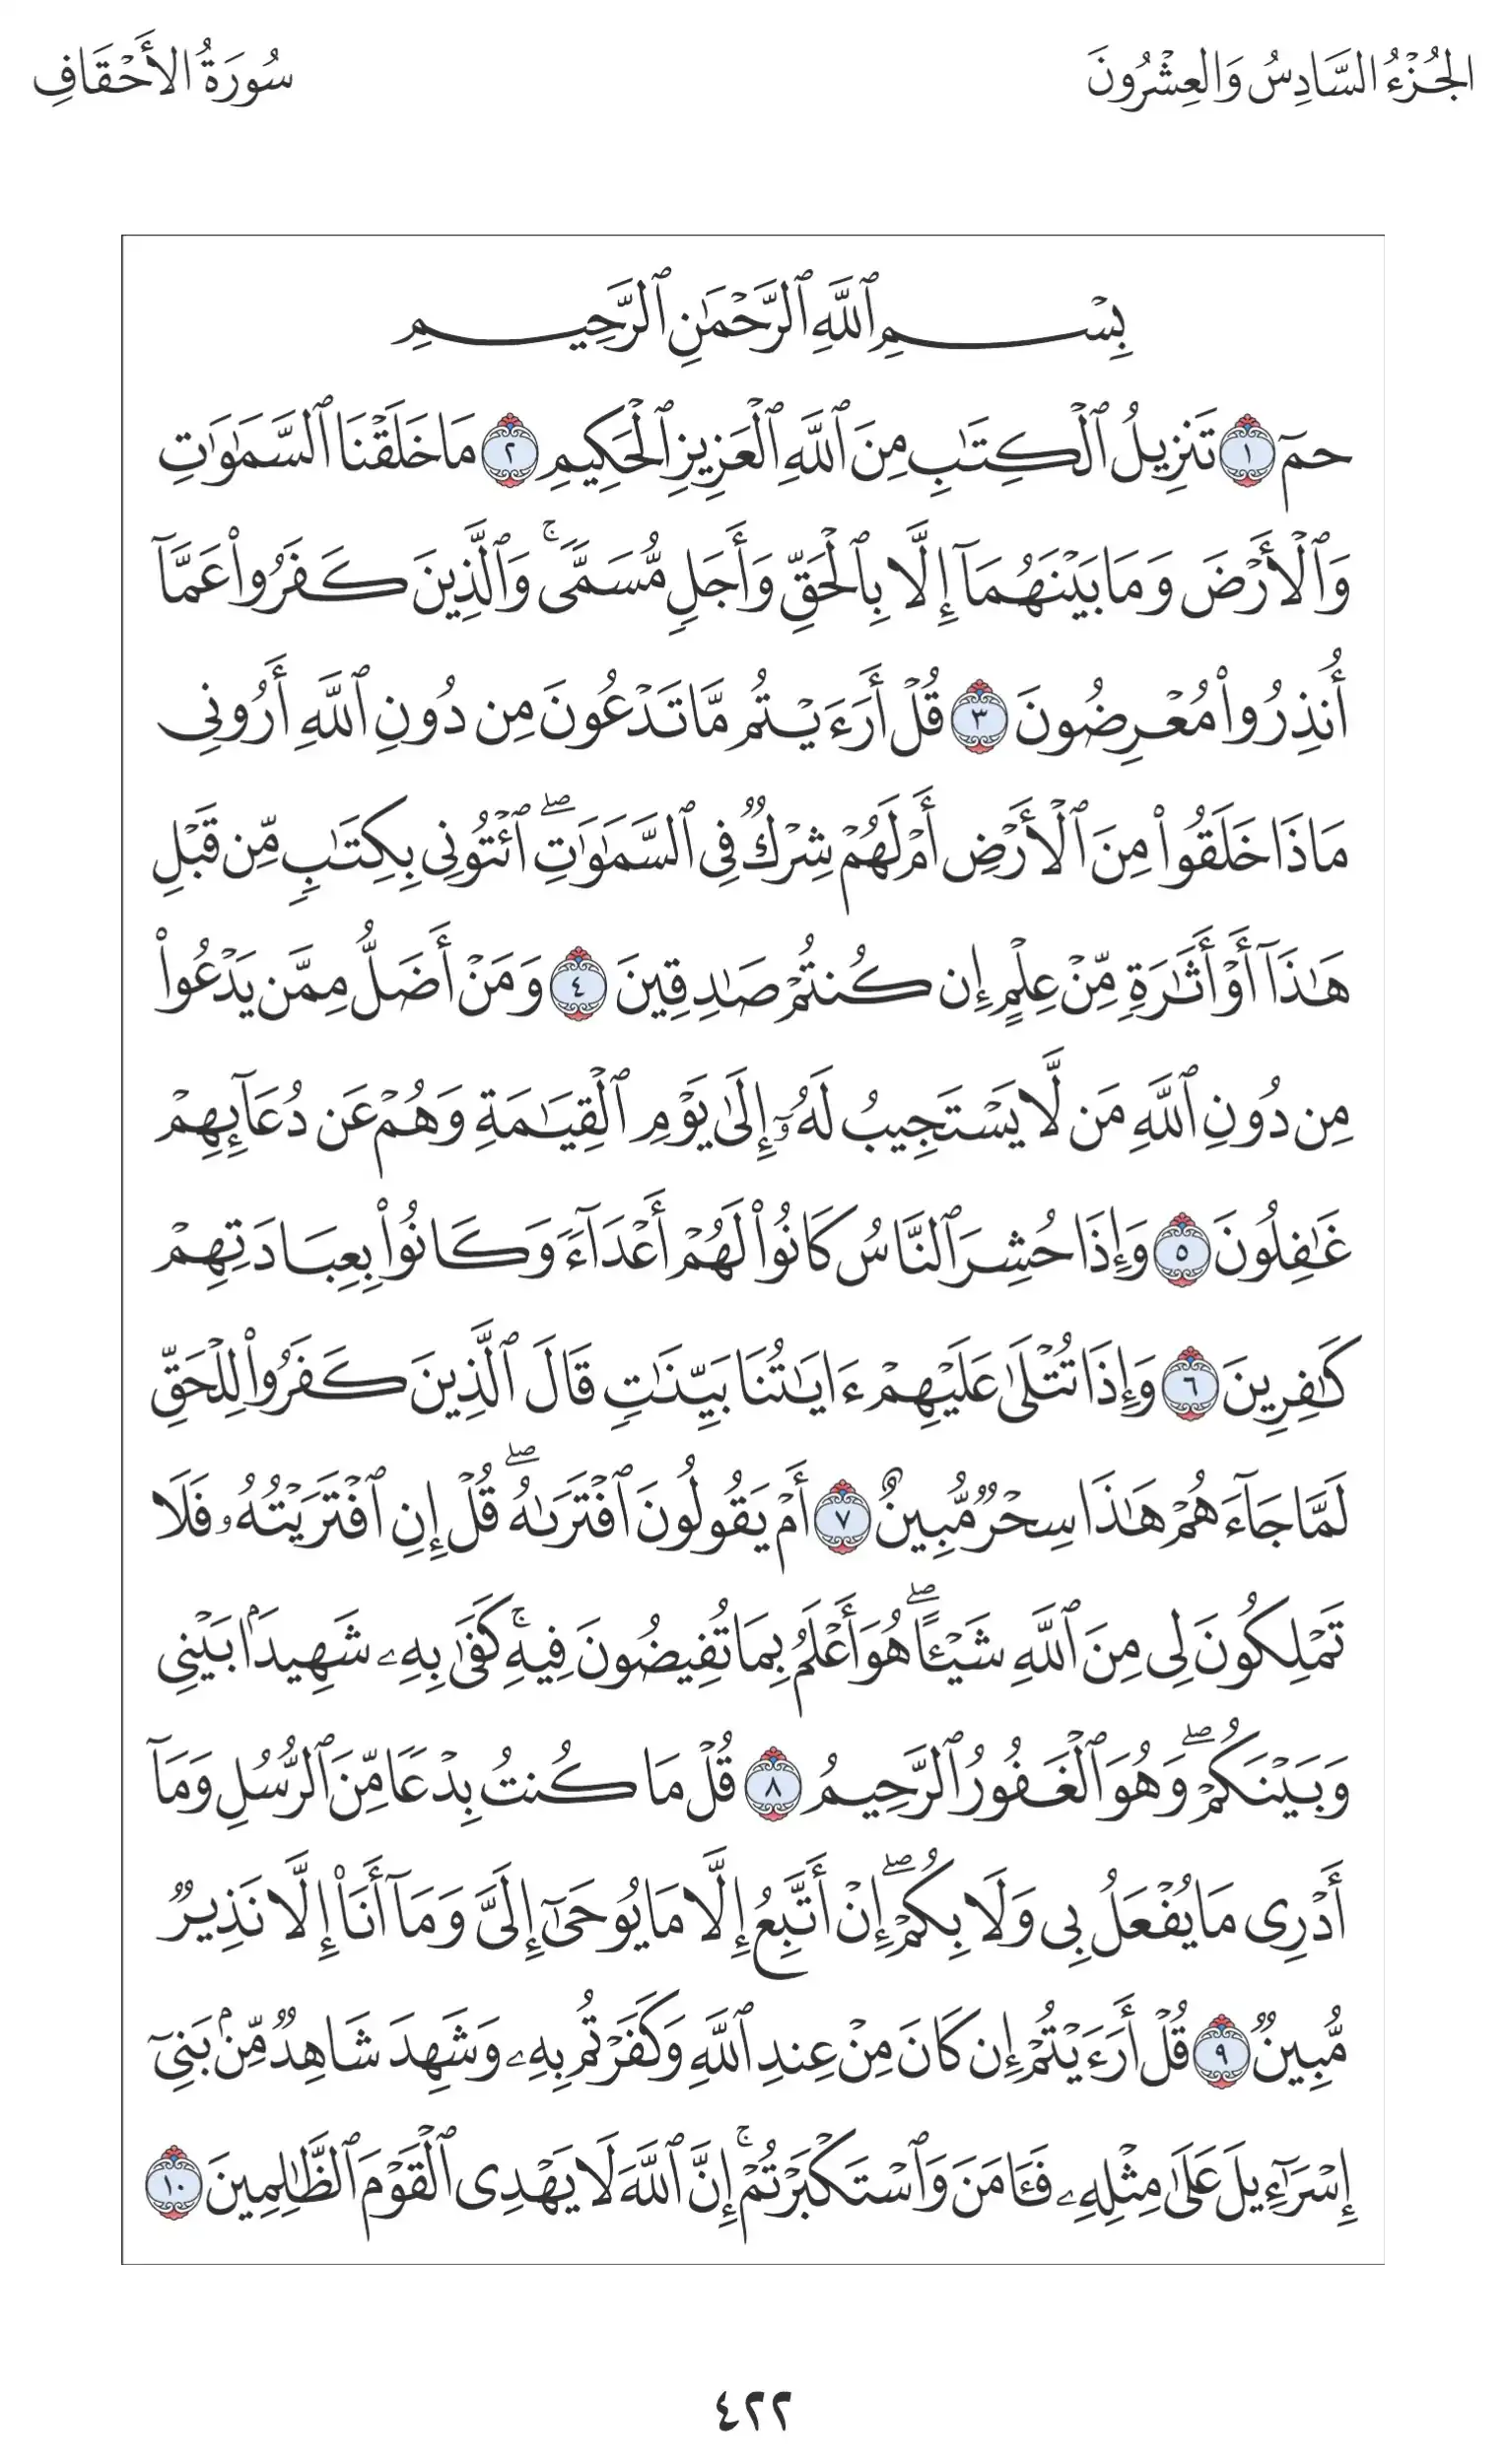 الجُزْءُ السَّادِسُ وَالعِشْرُونَ
سُورَةُ الأَحْقَافِ
بِسْمِ ٱللَّهِ ٱلرَّحْمَٰنِ ٱلرَّحِيمِ
حمٓ ١ تَنزِيلُ ٱلْكِتَٰبِ مِنَ ٱللَّهِ ٱلْعَزِيزِ ٱلْحَكِيمِ ٢ مَا خَلَقْنَا ٱلسَّمَٰوَٰتِ
وَٱلْأَرْضَ وَمَا بَيْنَهُمَآ إِلَّا بِٱلْحَقِّ وَأَجَلٍ مُّسَمًّى ۚ وَٱلَّذِينَ كَفَرُوا۟ عَمَّآ
أُنذِرُوا۟ مُعْرِضُونَ ٣ قُلْ أَرَءَيْتُم مَّا تَدْعُونَ مِن دُونِ ٱللَّهِ أَرُونِى
مَاذَا خَلَقُوا۟ مِنَ ٱلْأَرْضِ أَمْ لَهُمْ شِرْكٌ فِى ٱلسَّمَٰوَٰتِ ۖ ٱئْتُونِى بِكِتَٰبٍ مِّن قَبْلِ
هَٰذَآ أَوْ أَثَٰرَةٍ مِّنْ عِلْمٍ إِن كُنتُمْ صَٰدِقِينَ ٤ وَمَنْ أَضَلُّ مِمَّن يَدْعُوا۟
مِن دُونِ ٱللَّهِ مَن لَّا يَسْتَجِيبُ لَهُۥٓ إِلَىٰ يَوْمِ ٱلْقِيَٰمَةِ وَهُمْ عَن دُعَآئِهِمْ
غَٰفِلُونَ ٥ وَإِذَا حُشِرَ ٱلنَّاسُ كَانُوا۟ لَهُمْ أَعْدَآءً وَكَانُوا۟ بِعِبَادَتِهِمْ
كَٰفِرِينَ ٦ وَإِذَا تُتْلَىٰ عَلَيْهِمْ ءَايَٰتُنَا بَيِّنَٰتٍ قَالَ ٱلَّذِينَ كَفَرُوا۟ لِلْحَقِّ
لَمَّا جَآءَهُمْ هَٰذَا سِحْرٌ مُّبِينٌ ٧ أَمْ يَقُولُونَ ٱفْتَرَىٰهُ ۖ قُلْ إِنِ ٱفْتَرَيْتُهُۥ فَلَا
تَمْلِكُونَ لِى مِنَ ٱللَّهِ شَيْـًٔا ۖ هُوَ أَعْلَمُ بِمَا تُفِيضُونَ فِيهِ ۚ كَفَىٰ بِهِۦ شَهِيدًۢا بَيْنِى
وَبَيْنَكُمْ ۖ وَهُوَ ٱلْغَفُورُ ٱلرَّحِيمُ ٨ قُلْ مَا كُنتُ بِدْعًا مِّنَ ٱلرُّسُلِ وَمَآ
أَدْرِى مَا يُفْعَلُ بِى وَلَا بِكُمْ ۖ إِنْ أَتَّبِعُ إِلَّا مَا يُوحَىٰٓ إِلَىَّ وَمَآ أَنَا۠ إِلَّا نَذِيرٌ
مُّبِينٌ ٩ قُلْ أَرَءَيْتُمْ إِن كَانَ مِنْ عِندِ ٱللَّهِ وَكَفَرْتُم بِهِۦ وَشَهِدَ شَاهِدٌ مِّنۢ بَنِىٓ
إِسْرَٰٓءِيلَ عَلَىٰ مِثْلِهِۦ فَـَٔامَنَ وَٱسْتَكْبَرْتُمْ ۚ إِنَّ ٱللَّهَ لَا يَهْدِى ٱلْقَوْمَ ٱلظَّٰلِمِينَ ١٠
٤٢٢